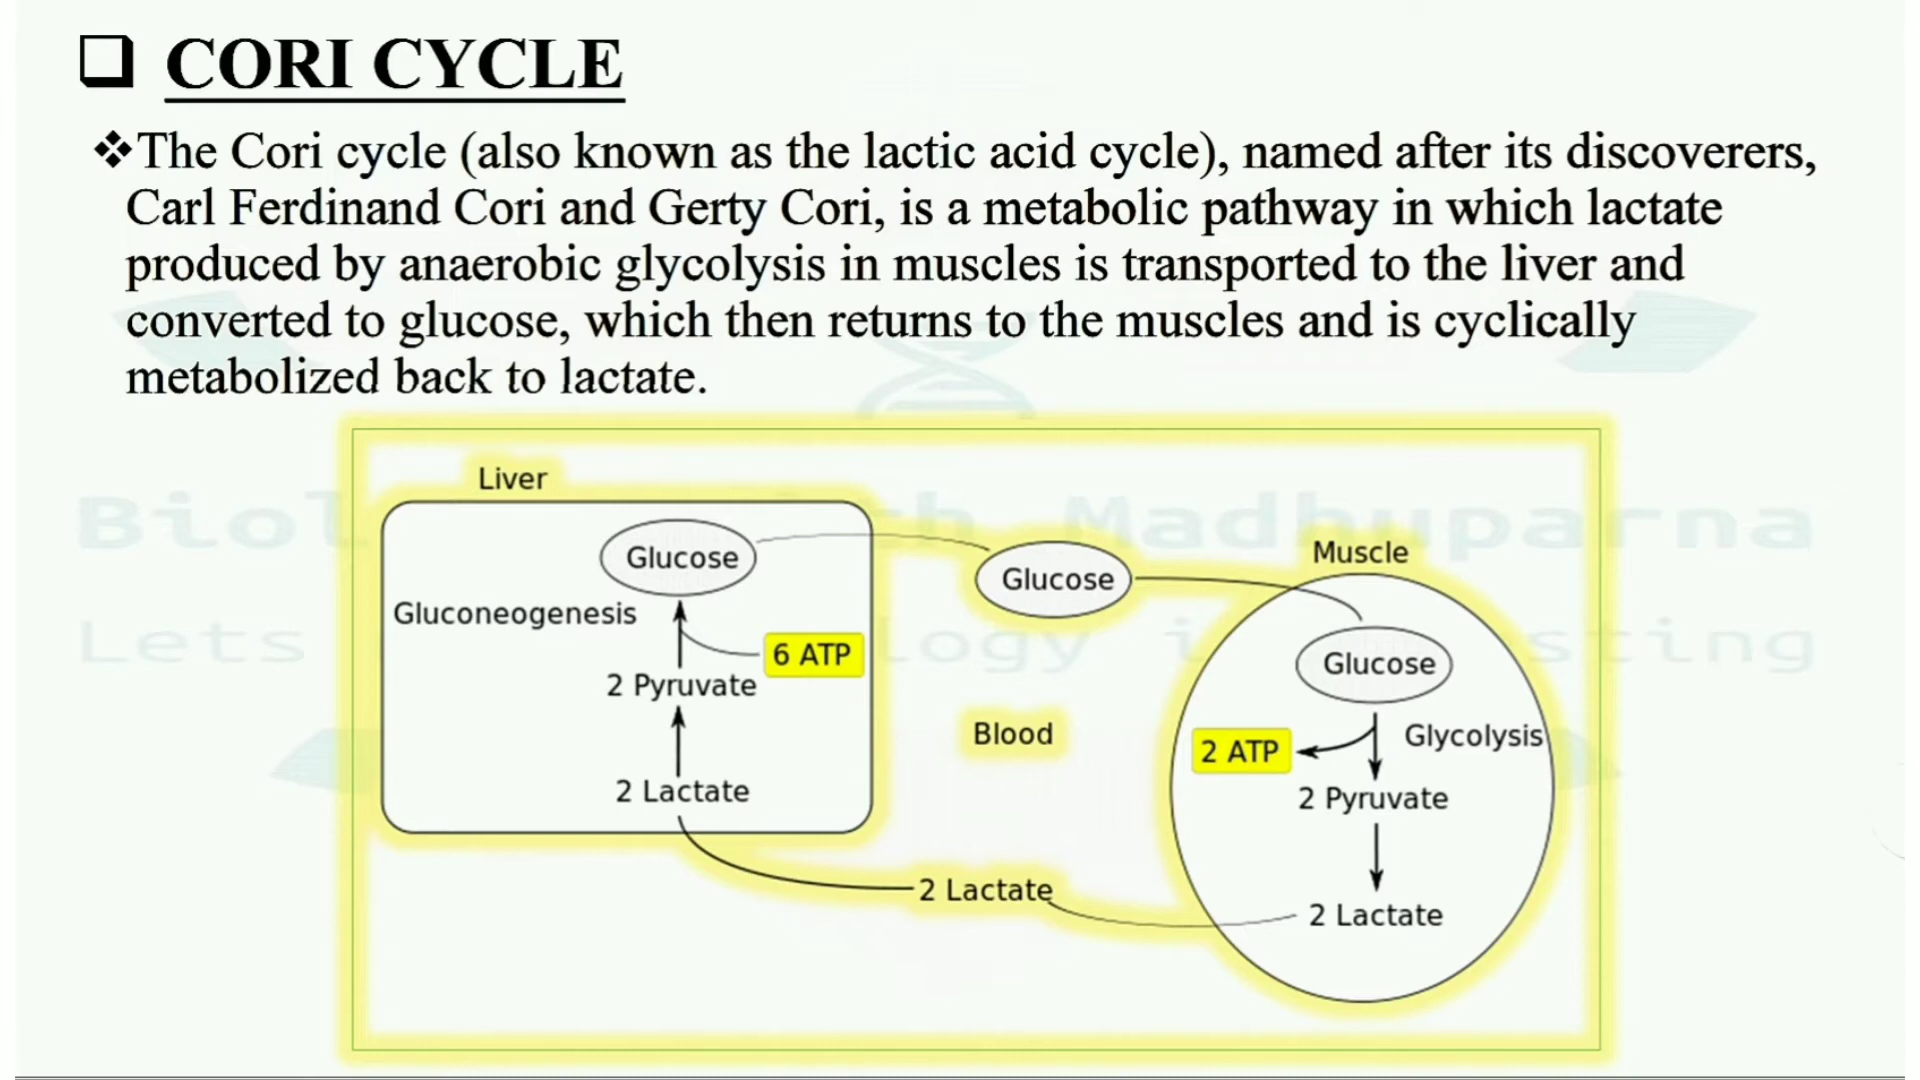 CORI CYCLE
The Cori cycle (also known as the lactic acid cycle), named after its discoverers,
Carl Ferdinand Cori and Gerty Cori, is a metabolic pathway in which lactate
produced by anaerobic glycolysis in muscles is transported to the liver and
converted to glucose, which then returns to the muscles and is cyclically
metabolized back to lactate.
Liver
Glucose
Gluconeogenesis
6 ATP
2 Pyruvate
2 Lactate
Glucose
Blood
2 Lactate
Muscle
Glucose
Glycolysis
2 ATP
2 Pyruvate
2 Lactate
Madhuparna
Lets